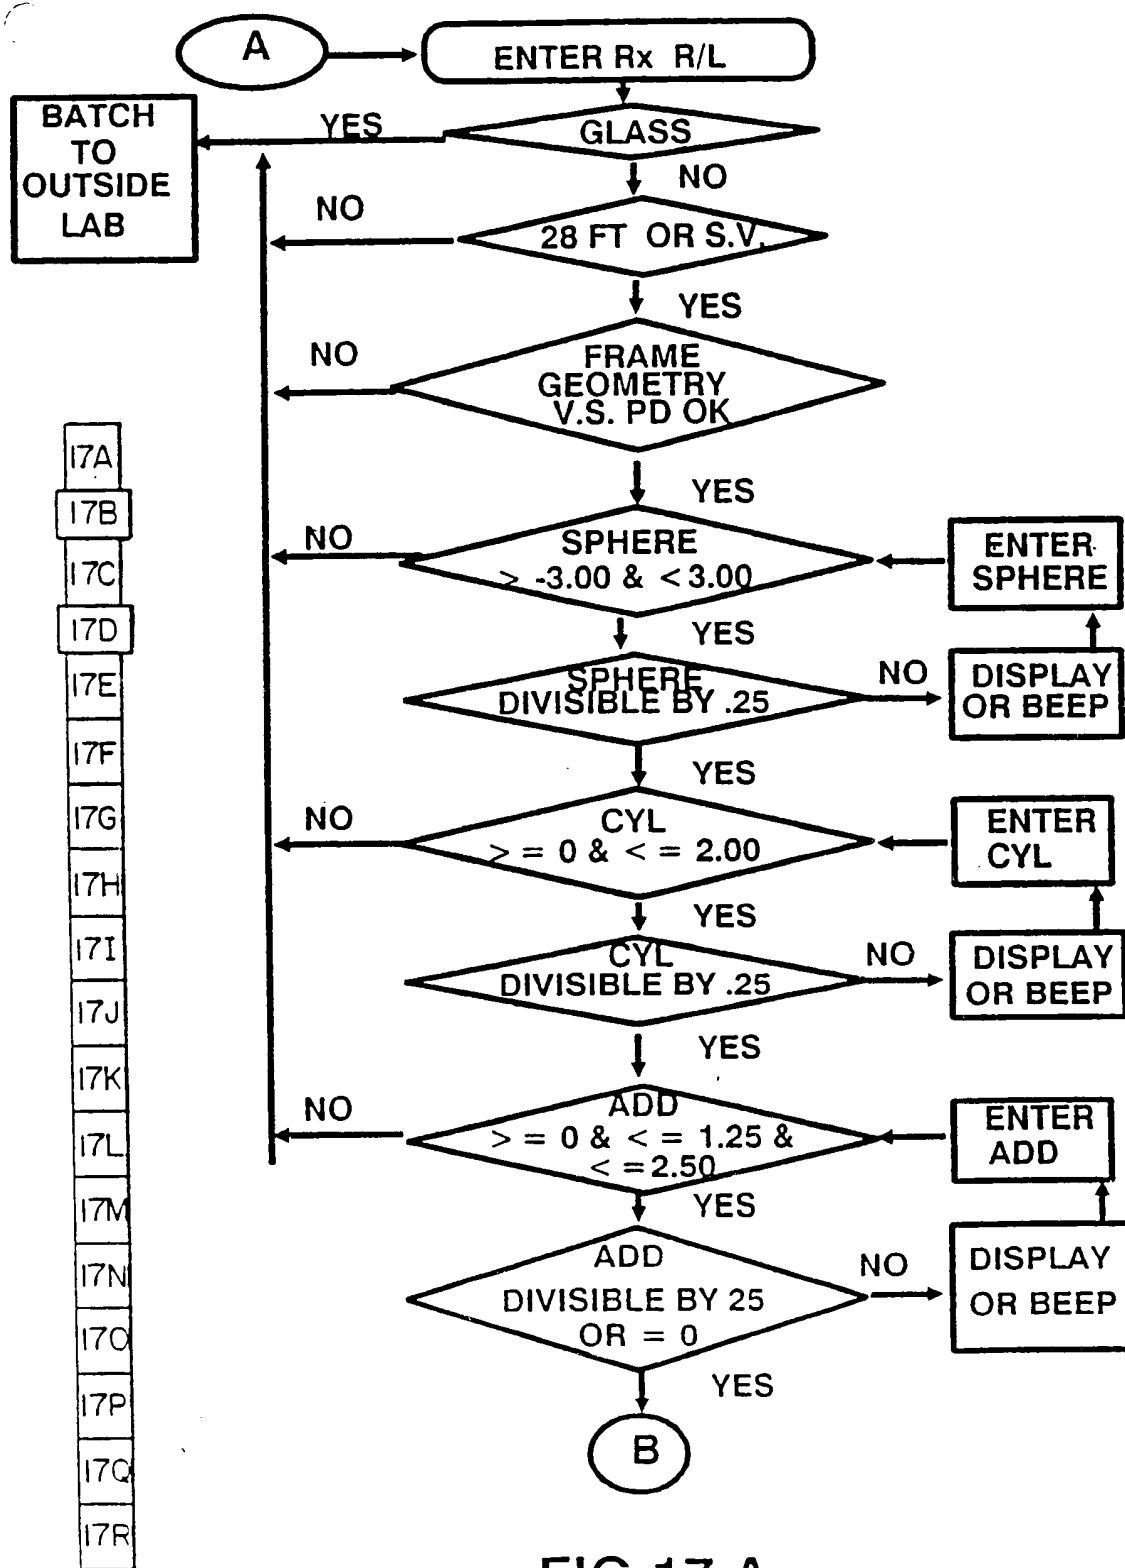 A
ENTER Rx R/L
BATCH
TO
OUTSIDE
LAB
YES
GLASS
NO
NO
28 FT OR S.V.
YES
NO
FRAME
GEOMETRY
V.S. PD OK
YES
NO
SPHERE
> -3.00 & < 3.00
ENTER
SPHERE
YES
SPHERE
DIVISIBLE BY .25
NO
DISPLAY
OR BEEP
YES
NO
CYL
> = 0 & < = 2.00
ENTER
CYL
YES
CYL
DIVISIBLE BY .25
NO
DISPLAY
OR BEEP
YES
NO
ADD
> = 0 & < = 1.25 &
< = 2.50
ENTER
ADD
YES
ADD
DIVISIBLE BY 25
OR = 0
NO
DISPLAY
OR BEEP
YES
B
17A
17B
17C
17D
17E
17F
17G
17H
17I
17J
17K
17L
17M
17N
17O
17P
17Q
17R
FIG 17 A